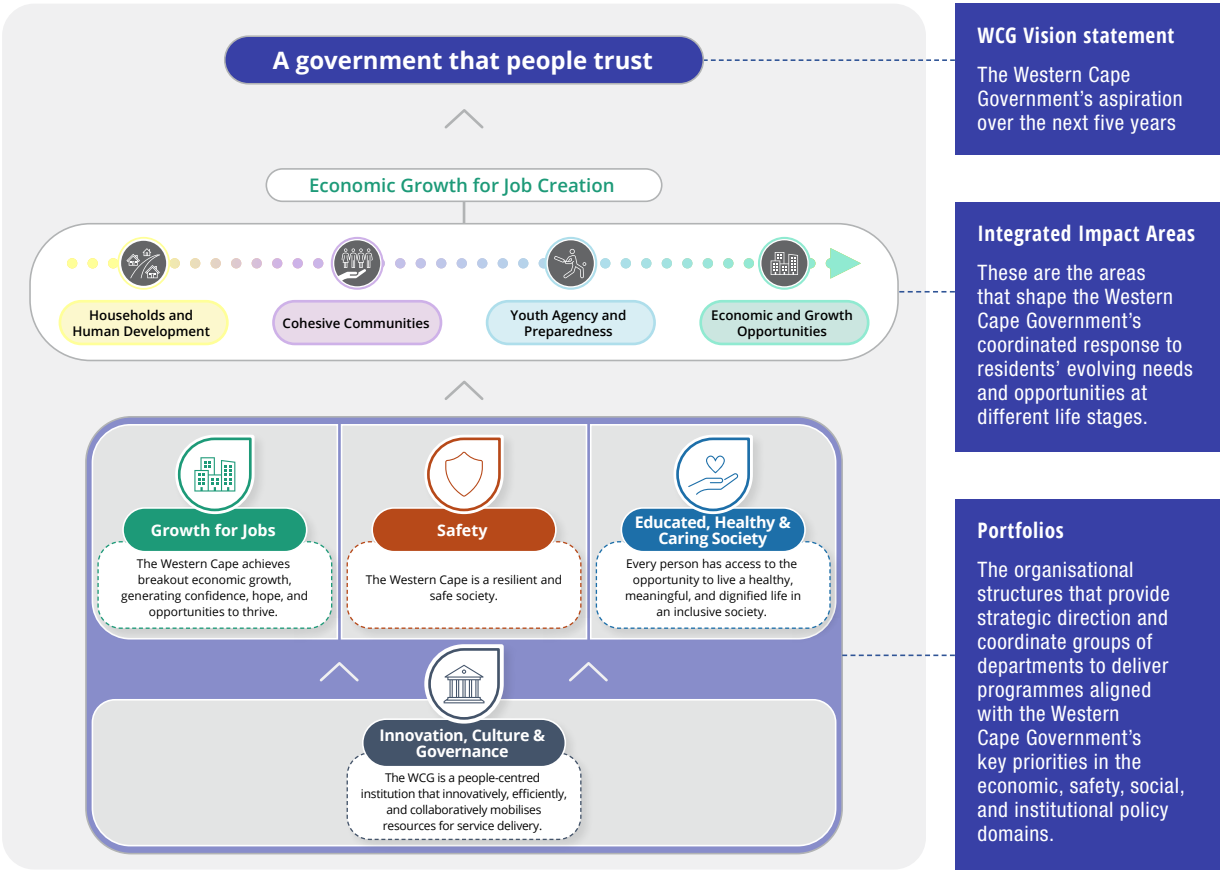 A government that people trust
WCG Vision statement
The Western Cape
Government’s aspiration
over the next five years
Economic Growth for Job Creation
Households and
Human Development
Cohesive Communities
Youth Agency and
Preparedness
Economic and Growth
Opportunities
Integrated Impact Areas
These are the areas
that shape the Western
Cape Government’s
coordinated response to
residents’ evolving needs
and opportunities at
different life stages.
Growth for Jobs
The Western Cape achieves
breakout economic growth,
generating confidence, hope, and
opportunities to thrive.
Safety
The Western Cape is a resilient and
safe society.
Educated, Healthy &
Caring Society
Every person has access to the
opportunity to live a healthy,
meaningful, and dignified life in
an inclusive society.
Innovation, Culture &
Governance
The WCG is a people-centred
institution that innovatively, efficiently,
and collaboratively mobilises
resources for service delivery.
Portfolios
The organisational
structures that provide
strategic direction and
coordinate groups of
departments to deliver
programmes aligned
with the Western
Cape Government’s
key priorities in the
economic, safety, social,
and institutional policy
domains.